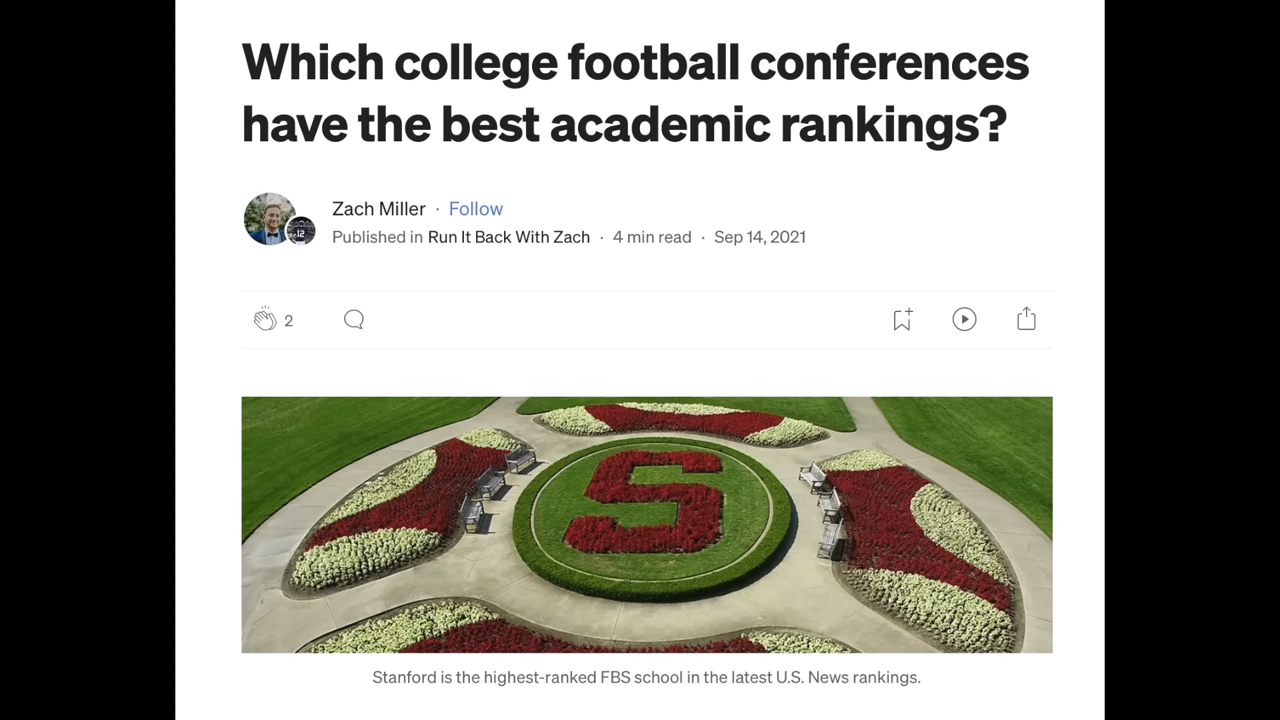 Which college football conferences
have the best academic rankings?
Zach Miller · Follow
Published in Run It Back With Zach · 4 min read · Sep 14, 2021
12
2
S
Stanford is the highest-ranked FBS school in the latest U.S. News rankings.